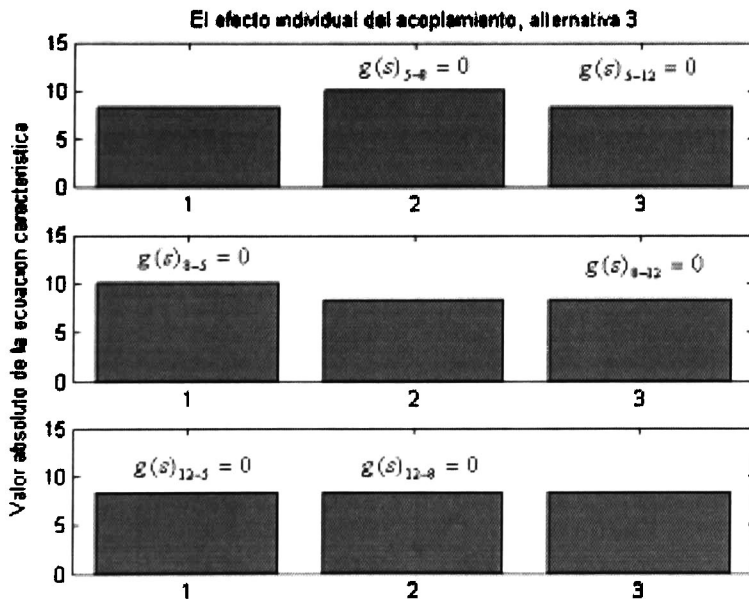 El efecto individual del acoplamiento, alternativa 3
Valor absoluto de la ecuacion caracteristica
15
10
5
0
g(s)5-8 = 0
g(s)5-12 = 0
1
2
3
15
10
5
0
g(s)8-5 = 0
g(s)8-12 = 0
1
2
3
15
10
5
0
g(s)12-5 = 0
g(s)12-8 = 0
1
2
3